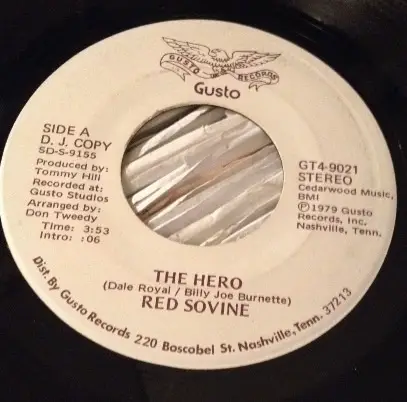 GUSTO RECORDS
Gusto
SIDE A
D. J. COPY
SD-S-9155
Produced by:
Tommy Hill
Recorded at:
Gusto Studios
Arranged by:
Don Tweedy
Time: 3:53
Intro: :06
GT4-9021
STEREO
Cedarwood Music,
BMI
Ⓟ1979 Gusto
Records, Inc.
Nashville, Tenn.
THE HERO
(Dale Royal / Billy Joe Burnette)
RED SOVINE
Dist. By Gusto Records 220 Boscobel St. Nashville, Tenn. 37213